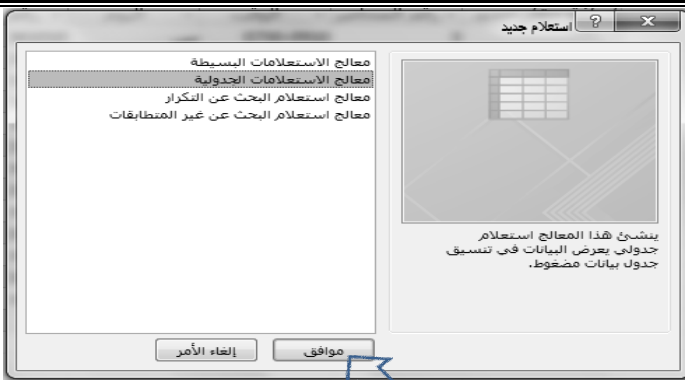 استعلام جديد
معالج الاستعلامات البسيطة
معالج الاستعلامات الجدولية
معالج استعلام البحث عن التكرار
معالج استعلام البحث عن غير المتطابقات
ينشئ هذا المعالج استعلام
جدولي يعرض البيانات في تنسيق
جدول بيانات مضغوط.
موافق
إلغاء الأمر